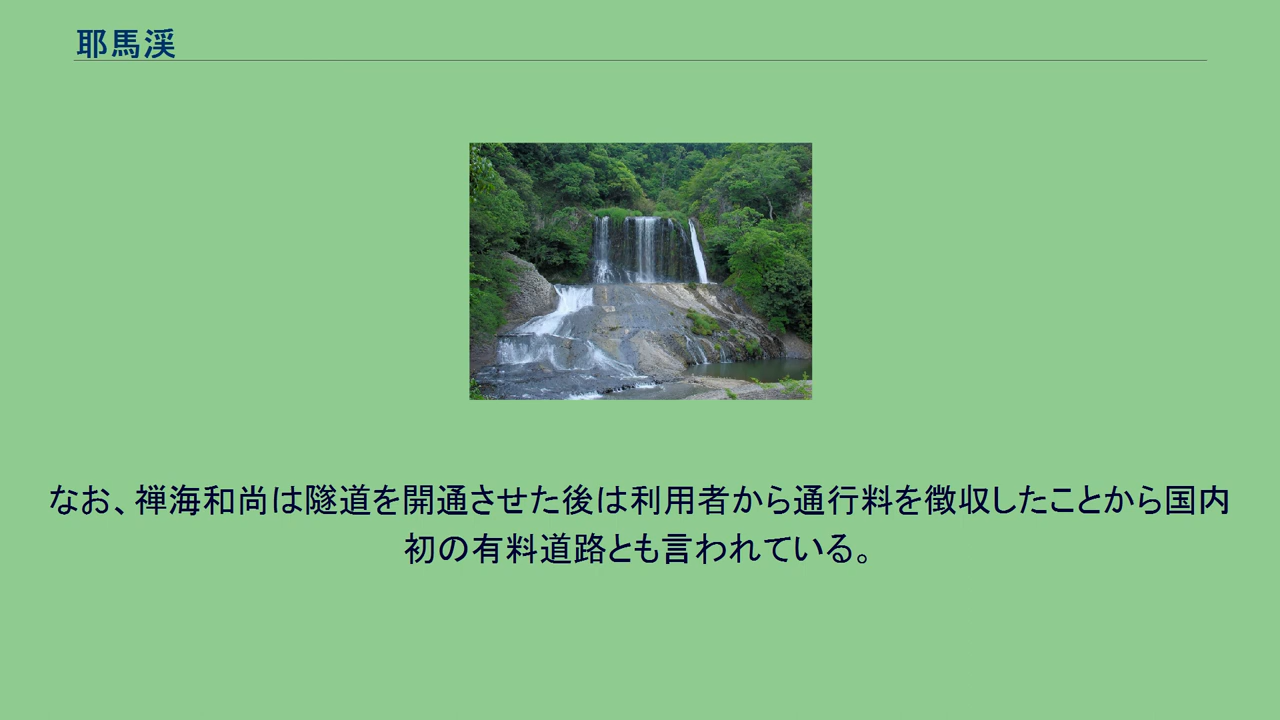 耶馬渓
なお、禅海和尚は隧道を開通させた後は利用者から通行料を徴収したことから国内
初の有料道路とも言われている。